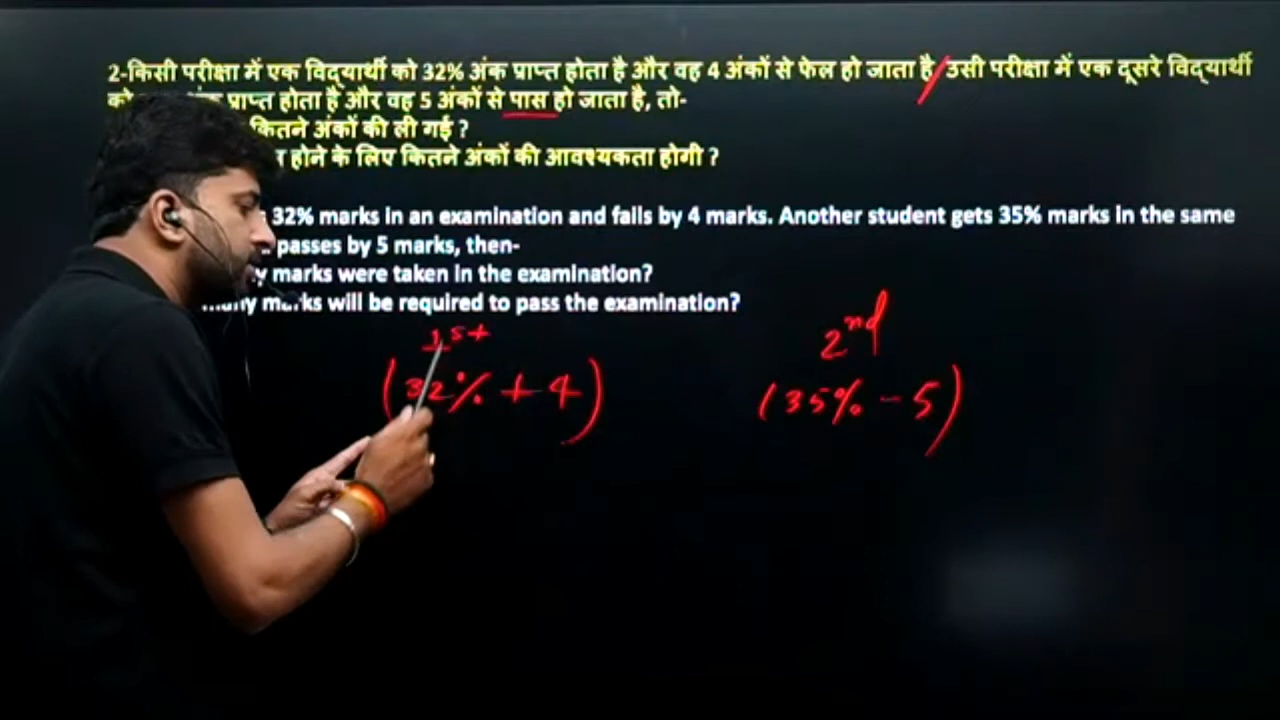 2-किसी परीक्षा में एक विद्यार्थी को 32% अंक प्राप्त होता है और वह 4 अंकों से फेल हो जाता है, उसी परीक्षा में एक दूसरे विद्यार्थी
प्राप्त होता है और वह 5 अंकों से पास हो जाता है, तो-
कितने अंकों की ली गई ?
होने के लिए कितने अंकों की आवश्यकता होगी ?
32% marks in an examination and fails by 4 marks. Another student gets 35% marks in the same
passes by 5 marks, then-
marks were taken in the examination?
marks will be required to pass the examination?
1st 2nd
(32% + 4) (35% - 5)